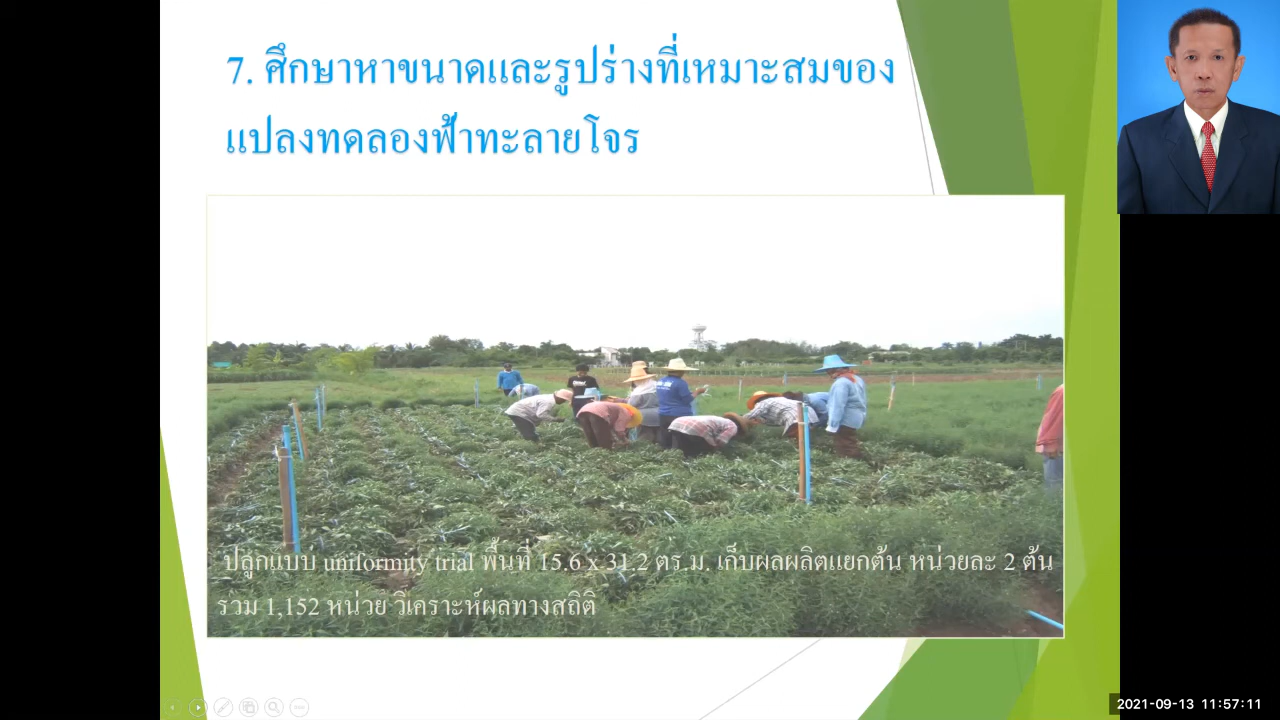 7. ศึกษาหาขนาดและรูปร่างที่เหมาะสมของ
แปลงทดลองฟ้าทะลายโจร
ปลูกแบบ uniformity trial พื้นที่ 15.6 x 31.2 ตร.ม. เก็บผลผลิตแยกต้น หน่วยละ 2 ต้น
รวม 1,152 หน่วย วิเคราะห์ผลทางสถิติ
2021-09-13 11:57:11